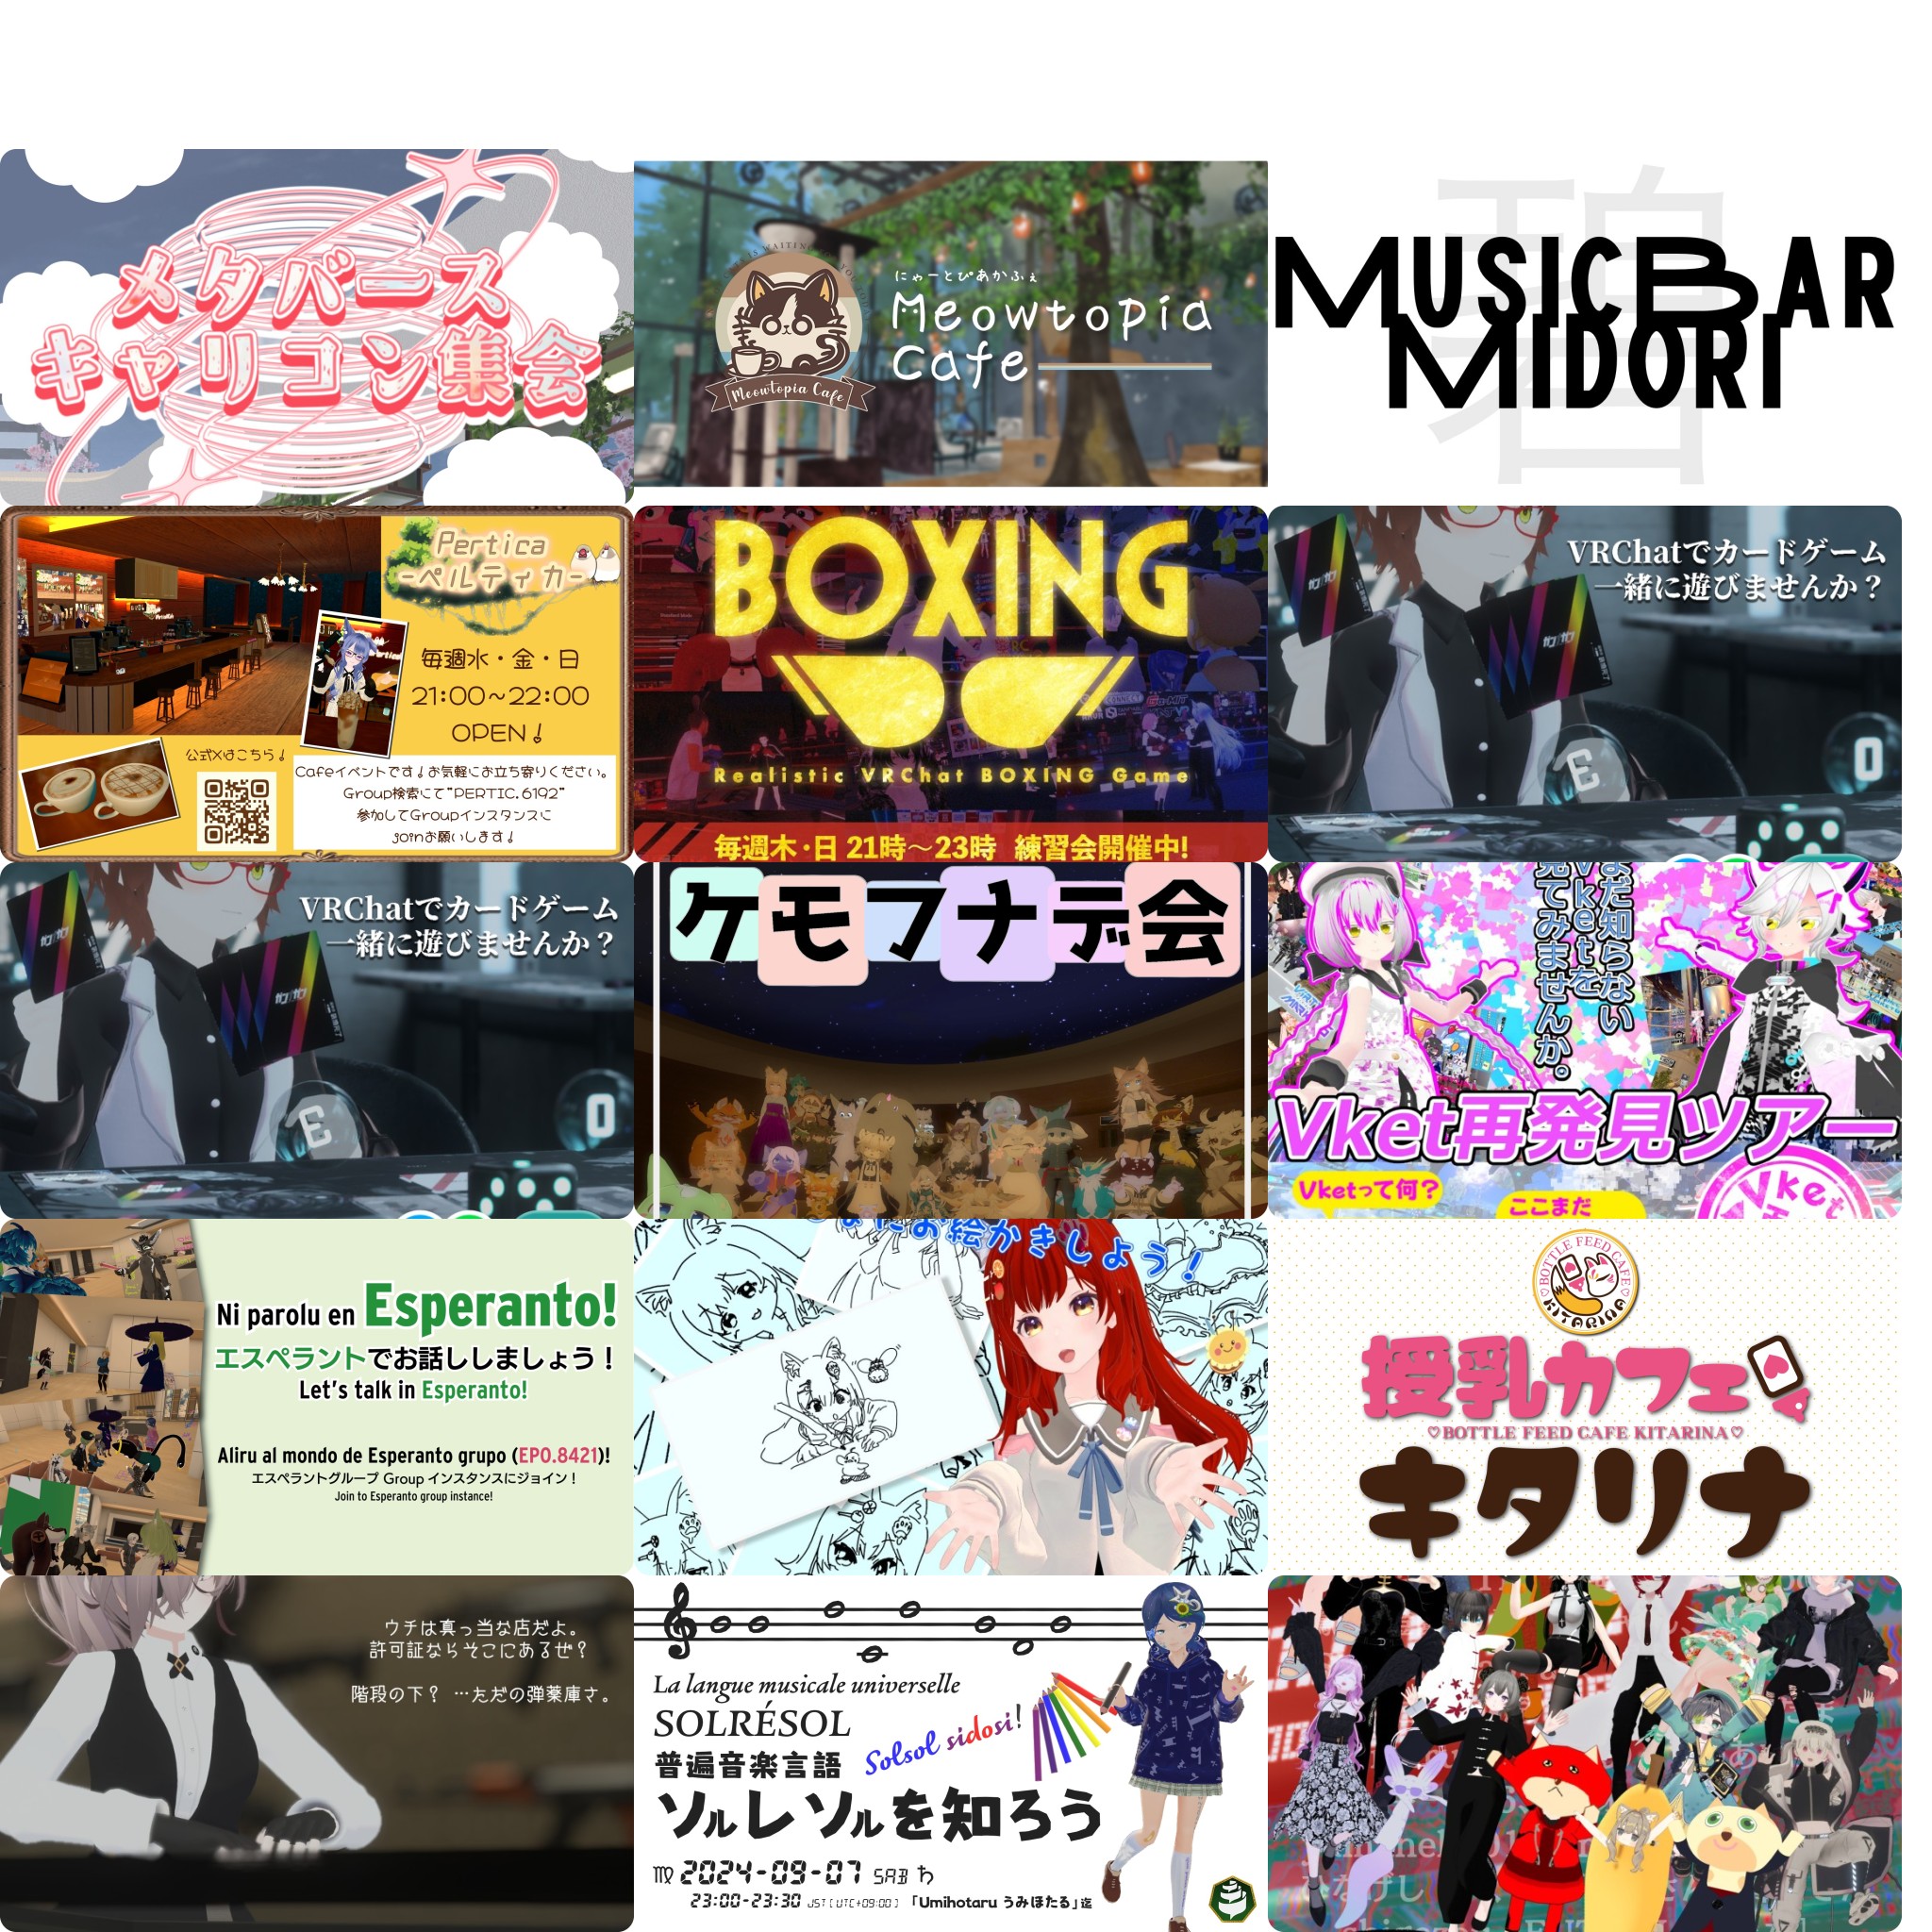 メタバース
キャリコン集会
にゃーとぴあかふぇ
Meowtopia
Cafe
Meowtopia Cafe
碧
MUSICBAR
MIDORI
Pertica
-ペルティカ-
毎週水・金・日
21:00~22:00
OPEN!
公式Xはこちら!
Cafeイベントです!お気軽にお立ち寄りください。
Group検索にて"PERTIC.6192"
参加してGroupインスタンスに
joinお願いします!
BOXING
Realistic VRChat BOXING Game
毎週木・日 21時~23時 練習会開催中!
VRChatでカードゲーム
一緒に遊びませんか?
E
O
VRChatでカードゲーム
一緒に遊びませんか?
E
O
ケモフナデ会
まだ知らない
Vketを
見てみませんか。
Vket再発見ツアー
Vketって何?
ここまだ
Vket
Ni parolu en Esperanto!
エスペラントでお話ししましょう!
Let's talk in Esperanto!
Aliru al mondo de Esperanto grupo (EPO.8421)!
エスペラントグループ Group インスタンスにジョイン!
Join to Esperanto group instance!
お絵かきしよう!
BOTTLE FEED CAFE
KITARINA
授乳カフェ
♡BOTTLE FEED CAFE KITARINA♡
キタリナ
ウチは真っ当な店だよ。
許可証ならそこにあるぜ?
階段の下? …ただの弾薬庫さ。
La langue musicale universelle
SOLRÉSOL
Solsol sidosi!
普遍音楽言語
ソルレソルを知ろう
♍ 2024-09-07 SAB ♄
23:00-23:30 JST[UTC+09:00] 「Umihotaru うみほたる」迄